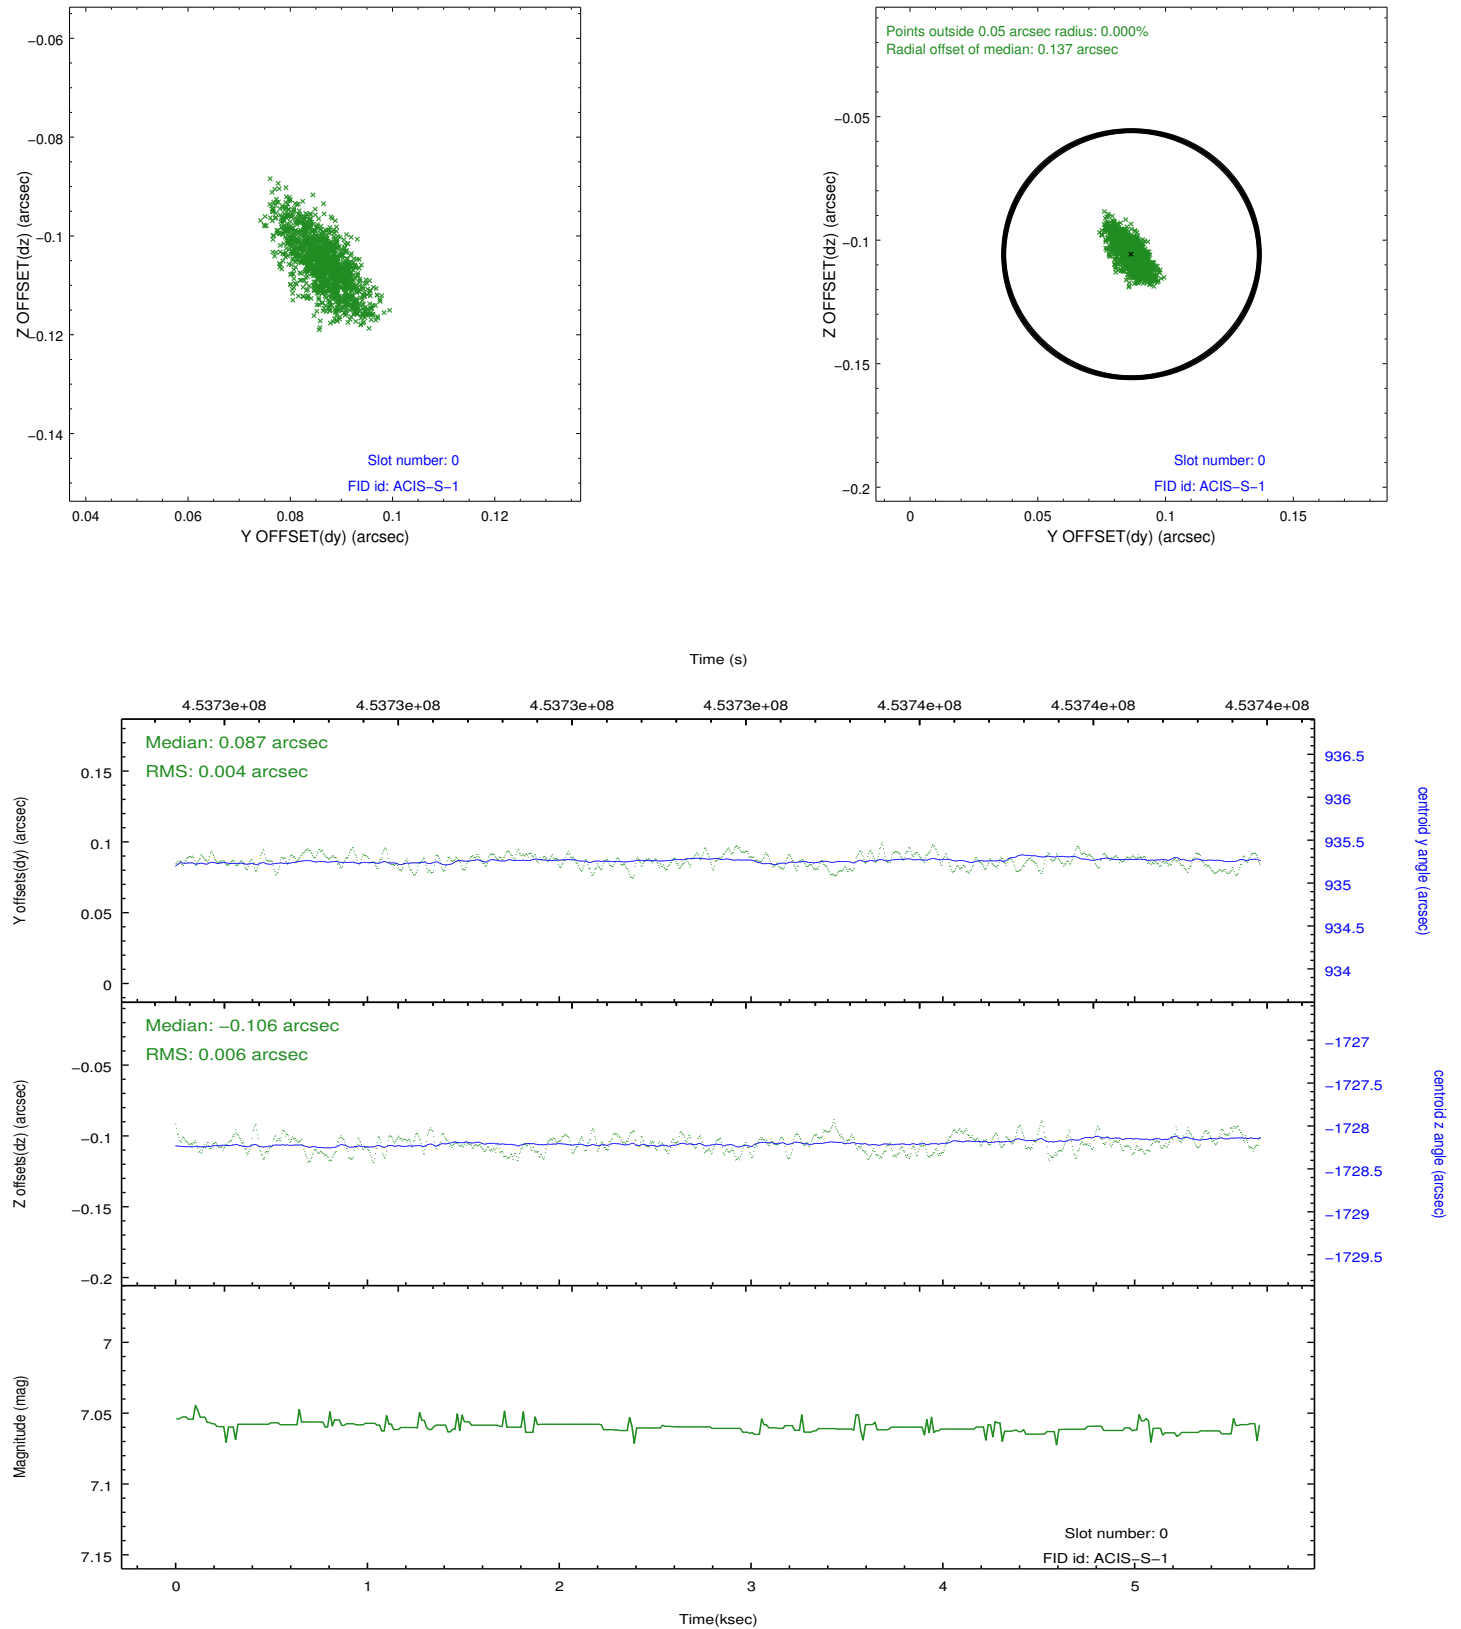 −0.06
−0.08
−0.1
−0.12
−0.14
Z OFFSET(dz) (arcsec)
Slot number: 0
FID id: ACIS−S−1
0.04 0.06 0.08 0.1 0.12
Y OFFSET(dy) (arcsec)
Points outside 0.05 arcsec radius: 0.000%
Radial offset of median: 0.137 arcsec
−0.05
−0.1
−0.15
−0.2
Z OFFSET(dz) (arcsec)
Slot number: 0
FID id: ACIS−S−1
0 0.05 0.1 0.15
Y OFFSET(dy) (arcsec)
Time (s)
4.5373e+08 4.5373e+08 4.5373e+08 4.5373e+08 4.5374e+08 4.5374e+08 4.5374e+08
Median: 0.087 arcsec
RMS: 0.004 arcsec
0.15
0.1
0.05
0
Y offsets(dy) (arcsec)
936.5
936
935.5
935
934.5
934
centroid y angle (arcsec)
Median: −0.106 arcsec
RMS: 0.006 arcsec
−0.05
−0.1
−0.15
−0.2
Z offsets(dz) (arcsec)
−1727
−1727.5
−1728
−1728.5
−1729
−1729.5
centroid z angle (arcsec)
7
7.05
7.1
7.15
Magnitude (mag)
Slot number: 0
FID id: ACIS−S−1
0 1 2 3 4 5
Time(ksec)